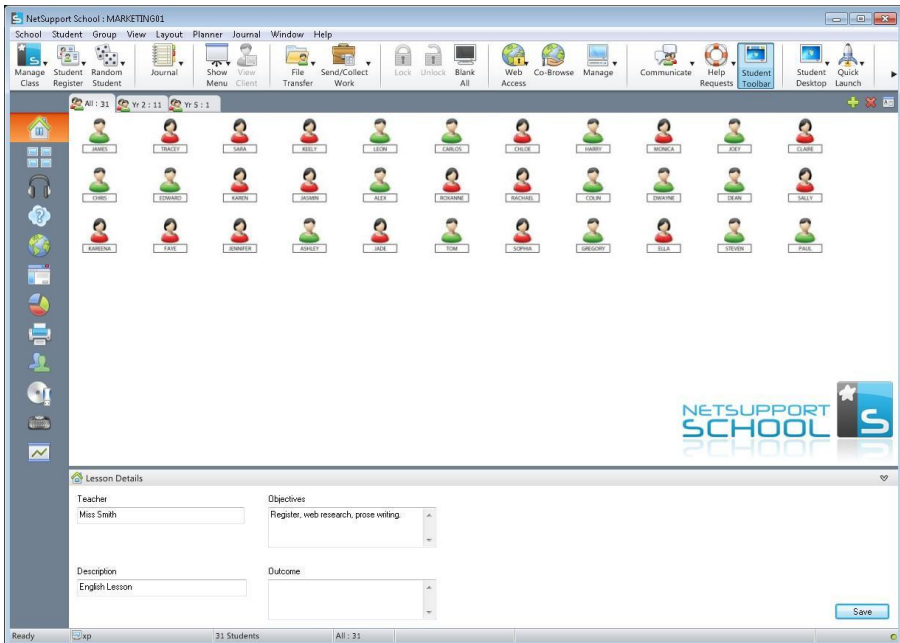 NetSupport School : MARKETING01
School Student Group View Layout Planner Journal Window Help
Manage Class
Student Register
Random Student
Journal
Show Menu
View Client
File Transfer
Send/Collect Work
Lock
Unlock
Blank All
Web Access
Co-Browse
Manage
Communicate
Help Requests
Student Toolbar
Student Desktop
Quick Launch
All : 31 Yr 2 : 11 Yr 5 : 1
JAMES TRACEY SARA KEELY LEON CARLOS CHLOE HARRY MONICA JOEY CLAIRE
CHRIS EDWARD KAREN JASMIN ALEX ROXANNE RACHAEL COLIN DWAYNE DEAN SALLY
KAREENA FAYE JENNIFER ASHLEY JADE TOM SOPHIA GREGORY ELLA STEVEN PAUL
NETSUPPORT
SCHOOL
S
Lesson Details
Teacher Objectives
Miss Smith Register, web research, prose writing.
Description Outcome
English Lesson
Save
Ready xp 31 Students All : 31